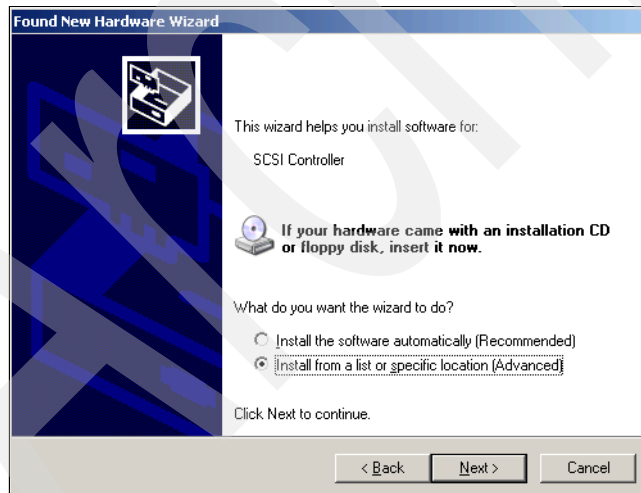 Found New Hardware Wizard
This wizard helps you install software for:
SCSI Controller
If your hardware came with an installation CD
or floppy disk, insert it now.
What do you want the wizard to do?
Install the software automatically (Recommended)
Install from a list or specific location (Advanced)
Click Next to continue.
< Back
Next >
Cancel